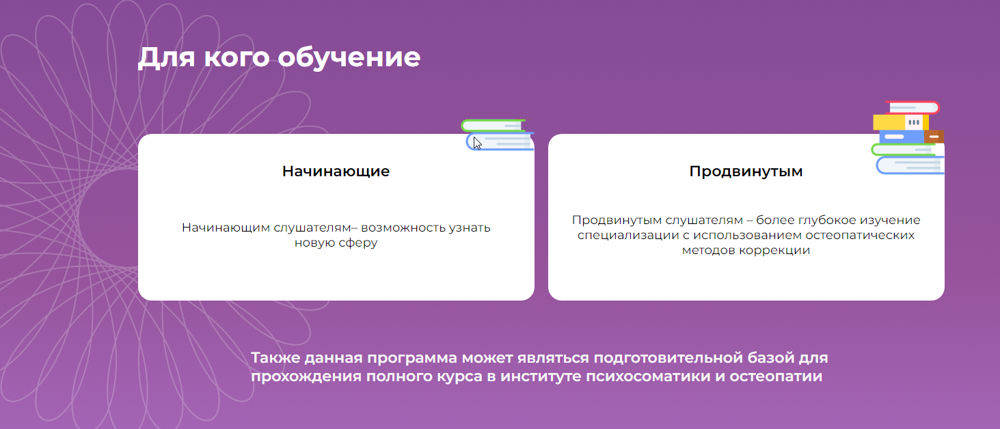 Для кого обучение
Начинающие
Начинающим слушателям– возможность узнать
новую сферу
Продвинутым
Продвинутым слушателям – более глубокое изучение
специализации с использованием остеопатических
методов коррекции
Также данная программа может являться подготовительной базой для
прохождения полного курса в институте психосоматики и остеопатии